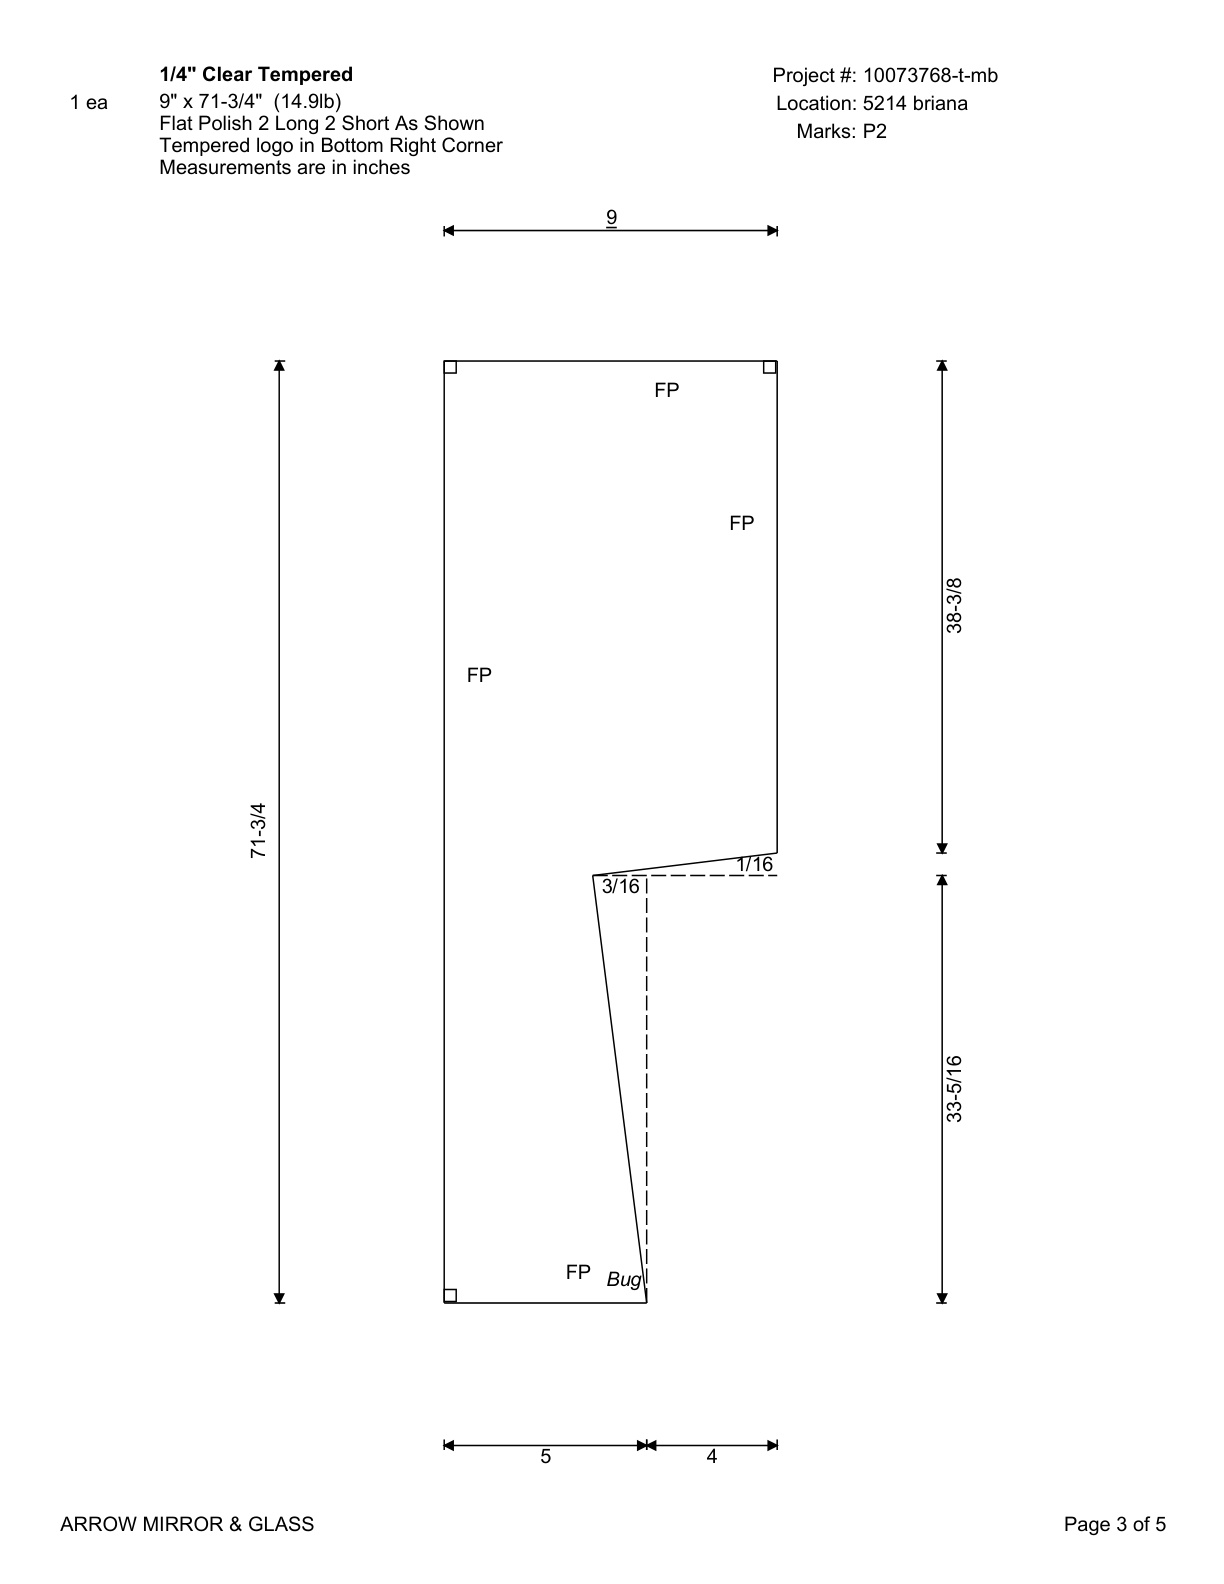 1/4" Clear Tempered
Project #: 10073768-t-mb
1 ea
9" x 71-3/4" (14.9lb)
Location: 5214 briana
Flat Polish 2 Long 2 Short As Shown
Marks: P2
Tempered logo in Bottom Right Corner
Measurements are in inches
9
FP
FP
38-3/8
FP
71-3/4
1/16
3/16
33-5/16
FP
Bug
5
4
ARROW MIRROR & GLASS
Page 3 of 5